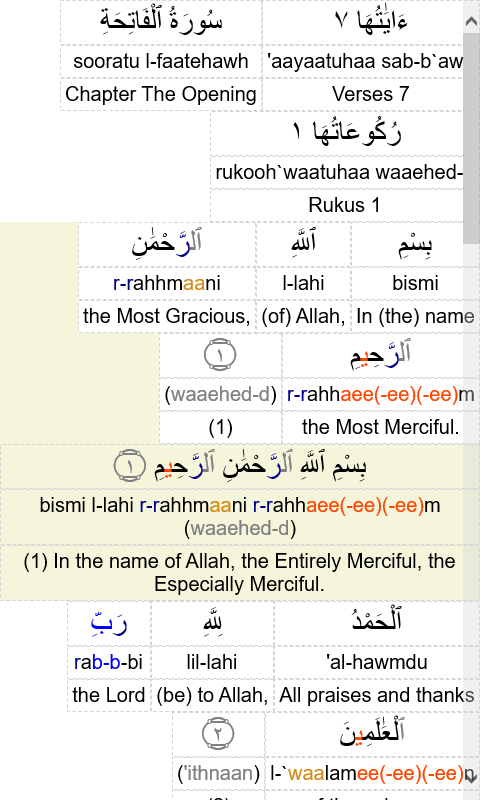 ءَايَٰتُهَا ٧ سُورَةُ ٱلْفَاتِحَةِ
sooratu l-faatehawh 'aayaatuhaa sab-b`aw
Chapter The Opening Verses 7
رُكُوعَاتُهَا ١
rukooh`waatuhaa waaehed-
Rukus 1
بِسْمِ ٱللَّهِ ٱلرَّحْمَٰنِ
r-rahhmaani l-lahi bismi
the Most Gracious, (of) Allah, In (the) name
ٱلرَّحِيمِ ١
(waaehed-d) r-rahhaee(-ee)(-ee)m
(1) the Most Merciful.
بِسْمِ ٱللَّهِ ٱلرَّحْمَٰنِ ٱلرَّحِيمِ ١
bismi l-lahi r-rahhmaani r-rahhaee(-ee)(-ee)m
(waaehed-d)
(1) In the name of Allah, the Entirely Merciful, the
Especially Merciful.
ٱلْحَمْدُ لِلَّهِ رَبِّ
rab-b-bi lil-lahi 'al-hawmdu
the Lord (be) to Allah, All praises and thanks
ٱلْعَٰلَمِينَ ٢
('ithnaan) l-`waalameee(-ee)(-ee)n